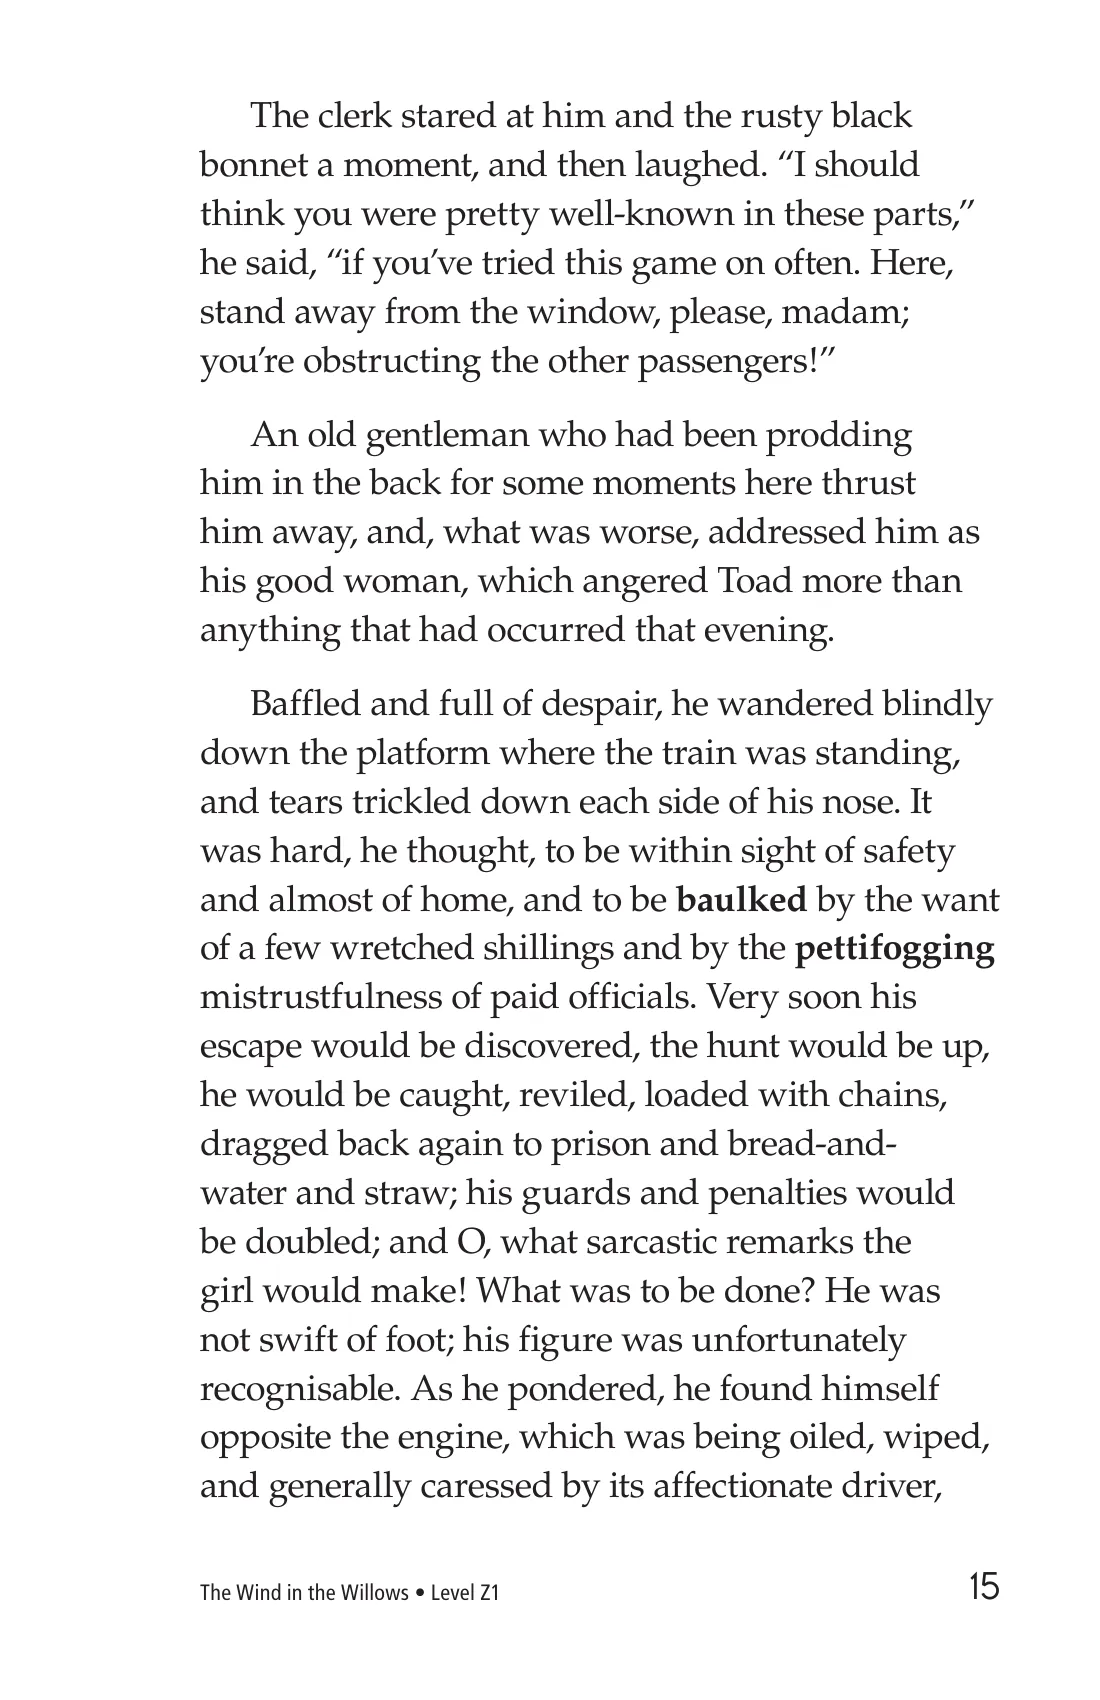 The clerk stared at him and the rusty black
bonnet a moment, and then laughed. “I should
think you were pretty well-known in these parts,”
he said, “if you’ve tried this game on often. Here,
stand away from the window, please, madam;
you’re obstructing the other passengers!”
An old gentleman who had been prodding
him in the back for some moments here thrust
him away, and, what was worse, addressed him as
his good woman, which angered Toad more than
anything that had occurred that evening.
Baffled and full of despair, he wandered blindly
down the platform where the train was standing,
and tears trickled down each side of his nose. It
was hard, he thought, to be within sight of safety
and almost of home, and to be baulked by the want
of a few wretched shillings and by the pettifogging
mistrustfulness of paid officials. Very soon his
escape would be discovered, the hunt would be up,
he would be caught, reviled, loaded with chains,
dragged back again to prison and bread-and-
water and straw; his guards and penalties would
be doubled; and O, what sarcastic remarks the
girl would make! What was to be done? He was
not swift of foot; his figure was unfortunately
recognisable. As he pondered, he found himself
opposite the engine, which was being oiled, wiped,
and generally caressed by its affectionate driver,
The Wind in the Willows • Level Z1
15